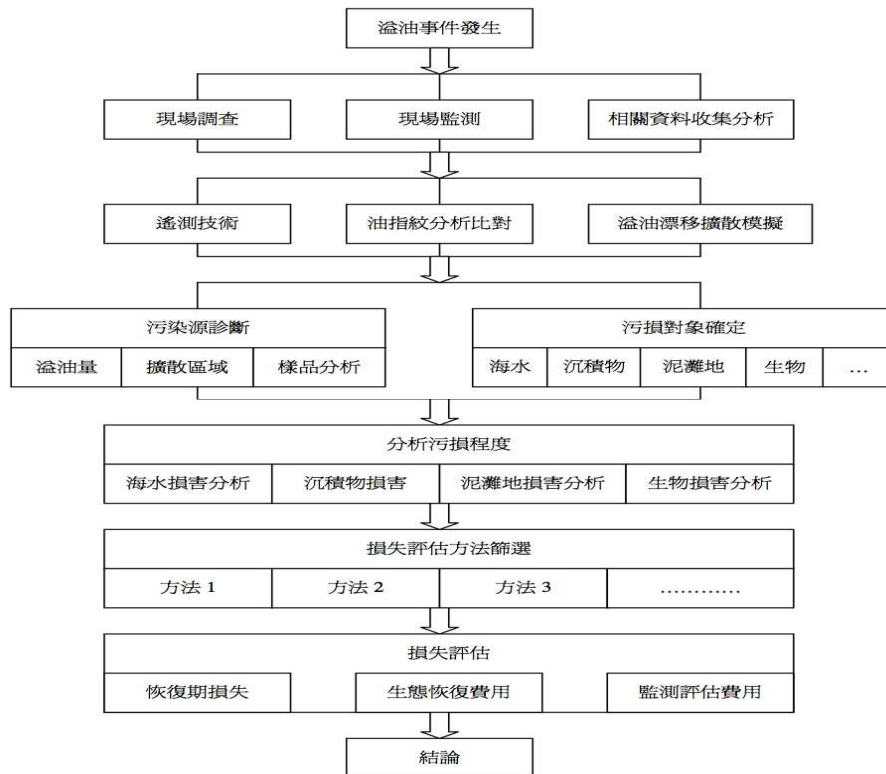 溢油事件發生
現場調查 現場監測 相關資料收集分析
遙測技術 油指紋分析比對 溢油漂移擴散模擬
污染源診斷 污損對象確定
溢油量 擴散區域 樣品分析 海水 沉積物 泥灘地 生物 …
分析污損程度
海水損害分析 沉積物損害 泥灘地損害分析 生物損害分析
損失評估方法篩選
方法 1 方法 2 方法 3 …………
損失評估
恢復期損失 生態恢復費用 監測評估費用
結論